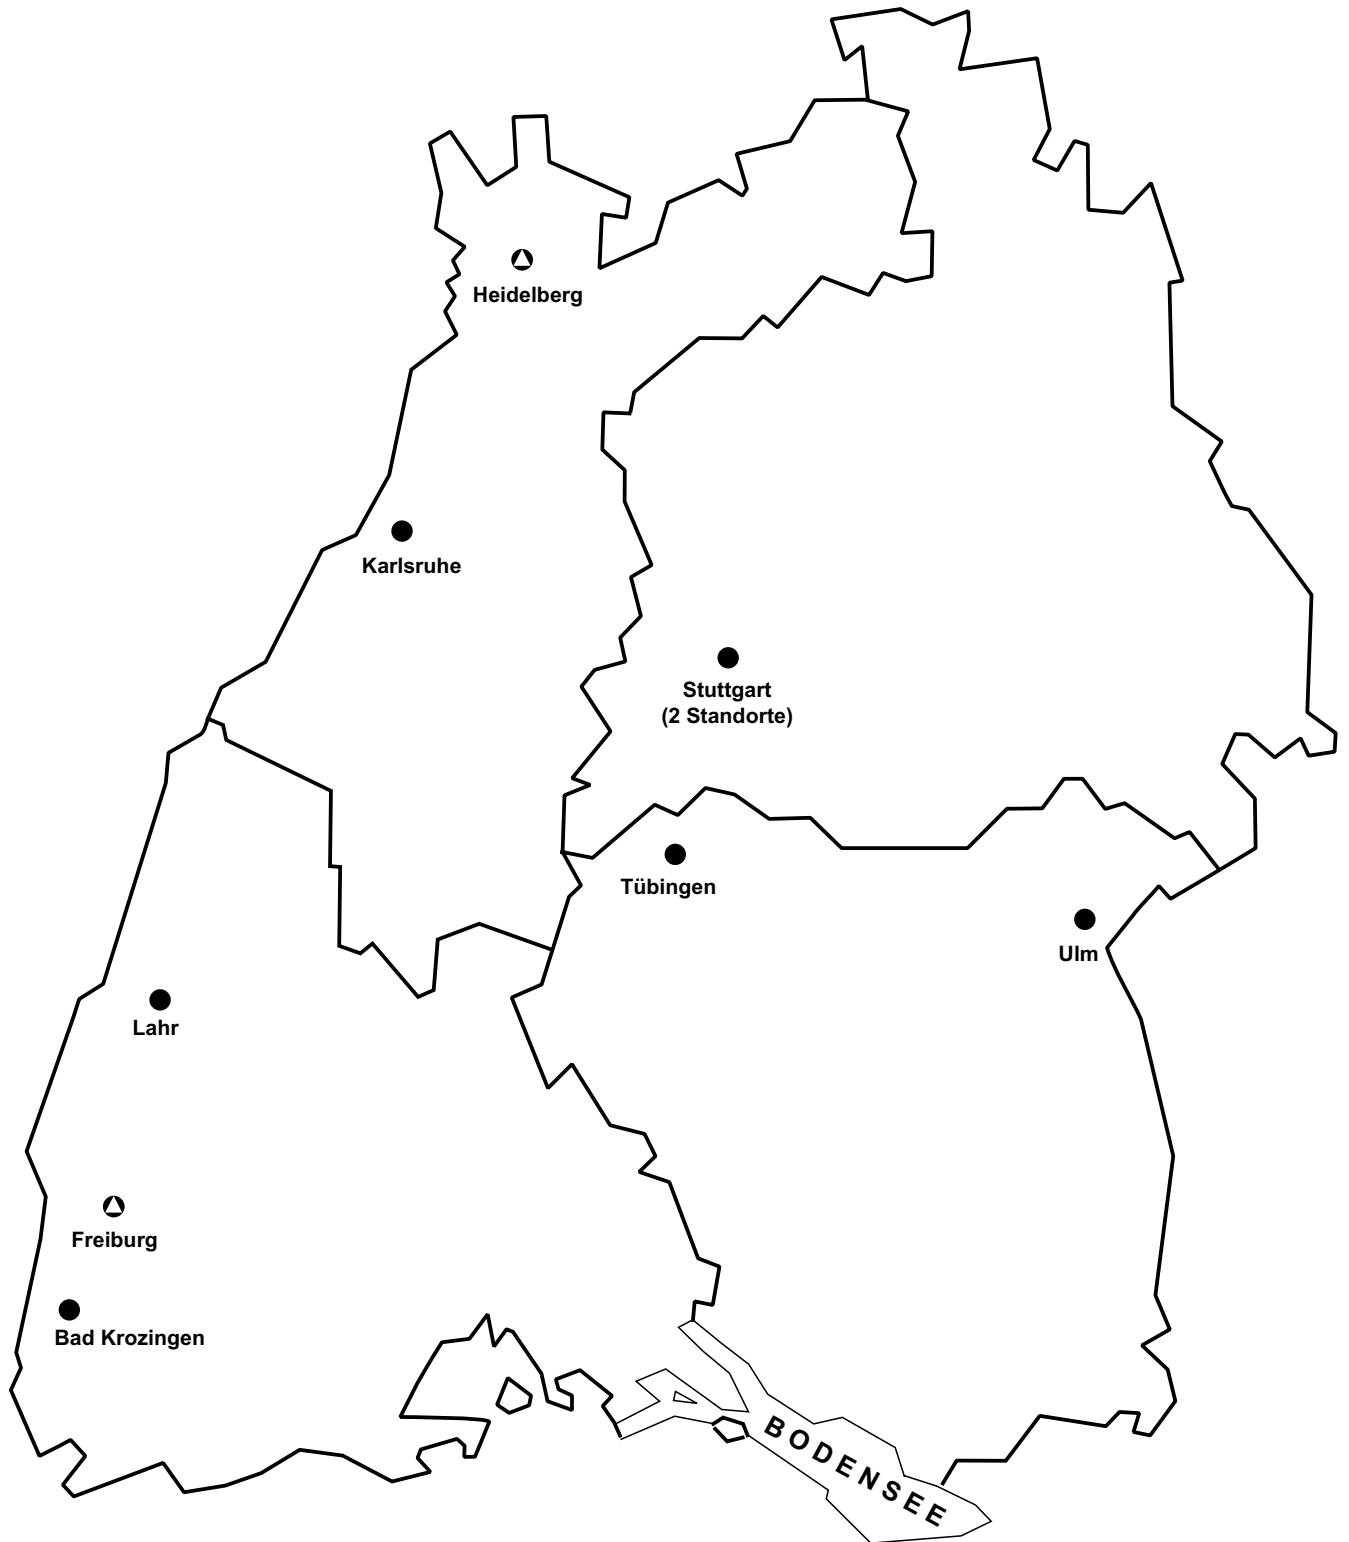 Heidelberg
Karlsruhe
Stuttgart
(2 Standorte)
Tübingen
Ulm
Lahr
Freiburg
Bad Krozingen
BODENSEE